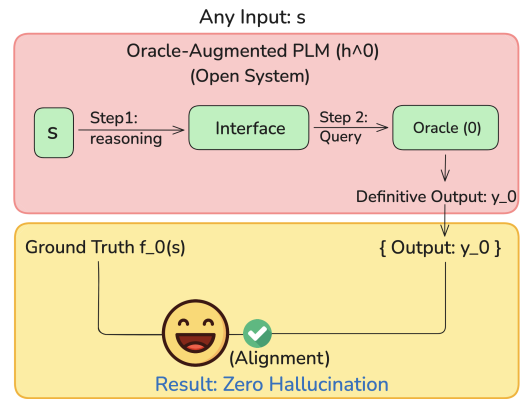 Any Input: s
Oracle-Augmented PLM (h^0)
(Open System)
s
Step1:
reasoning
Interface
Step 2:
Query
Oracle (0)
Definitive Output: y_0
Ground Truth f_0(s)
{ Output: y_0 }
(Alignment)
Result: Zero Hallucination